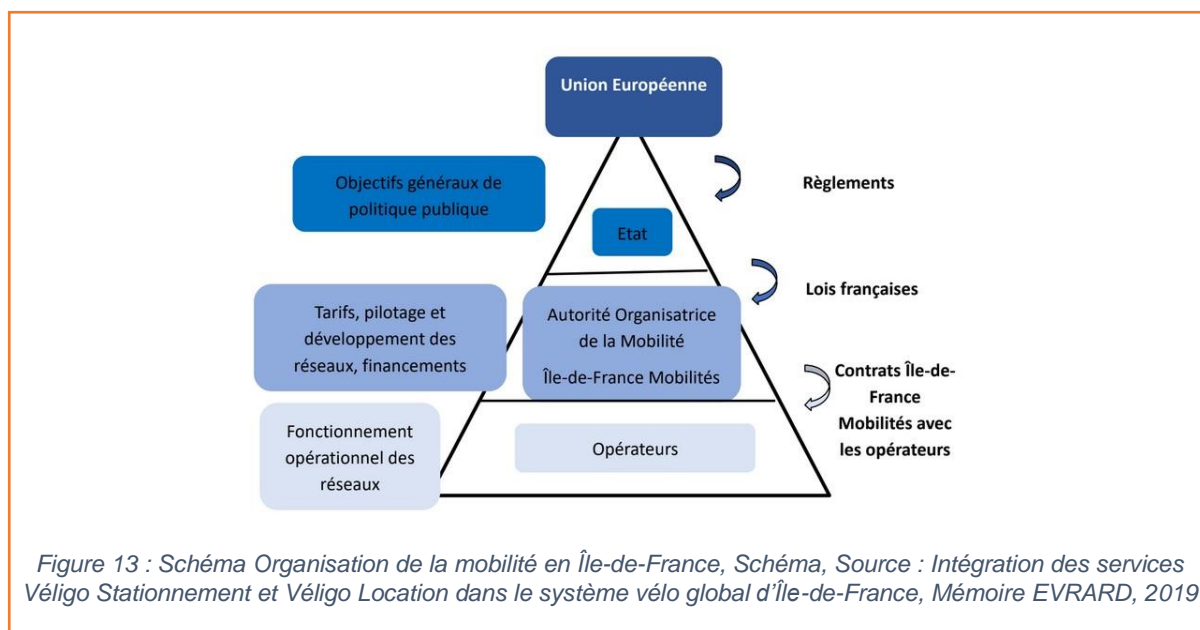 Union Européenne
Objectifs généraux de
politique publique
Règlements
Etat
Lois françaises
Tarifs, pilotage et
développement des
réseaux, financements
Autorité Organisatrice
de la Mobilité
Île-de-France Mobilités
Contrats Île-de-
France
Mobilités avec
les opérateurs
Fonctionnement
opérationnel des
réseaux
Opérateurs
Figure 13 : Schéma Organisation de la mobilité en Île-de-France, Schéma, Source : Intégration des services
Véligo Stationnement et Véligo Location dans le système vélo global d'Île-de-France, Mémoire EVRARD, 2019